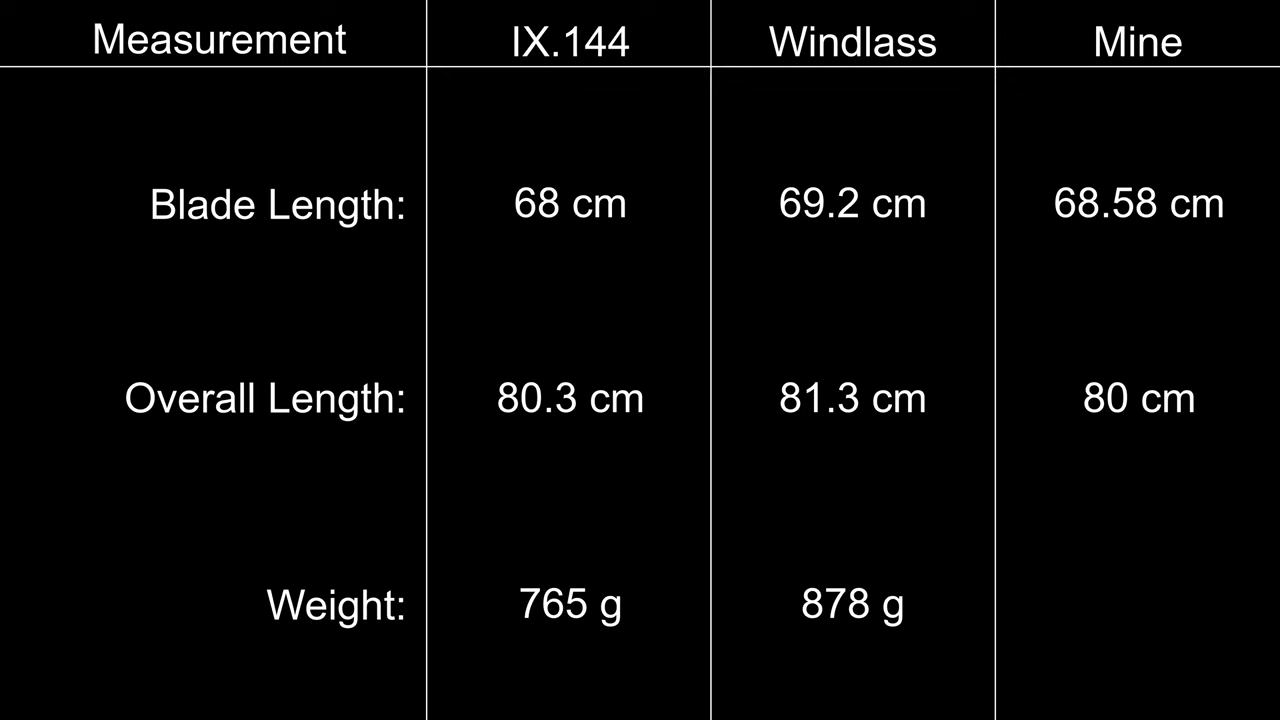 Measurement IX.144 Windlass Mine
Blade Length: 68 cm 69.2 cm 68.58 cm
Overall Length: 80.3 cm 81.3 cm 80 cm
Weight: 765 g 878 g